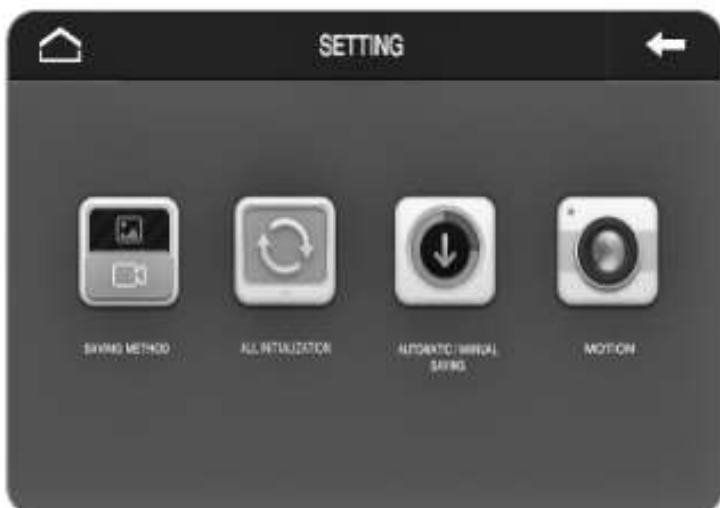 SETTING
SAVING METHOD
ALL INITIALIZATION
AUTOMATIC / MANUAL
SAVING
MOTION